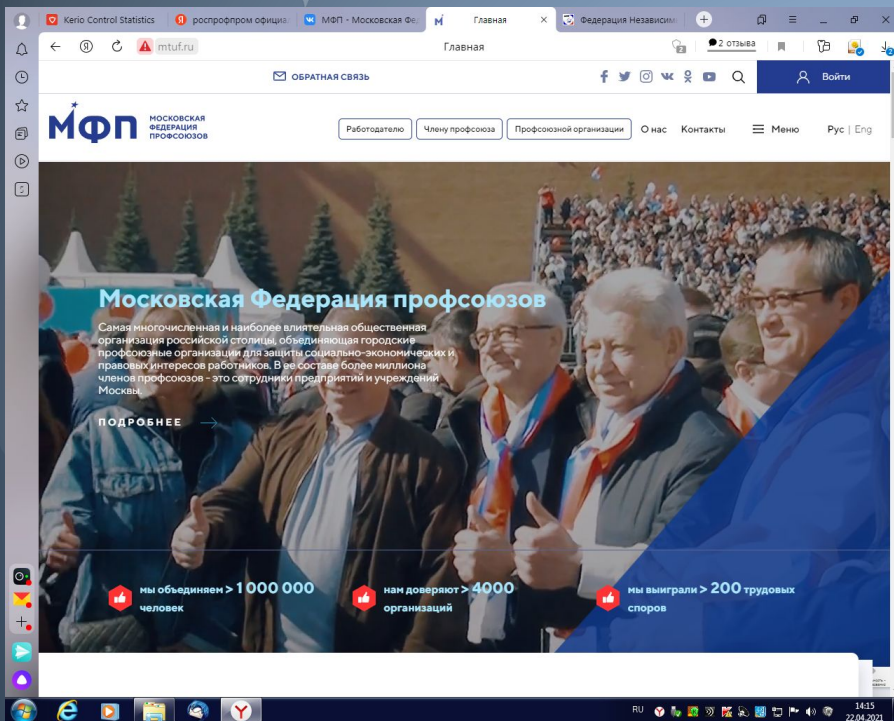 Kerio Control Statistics
роспрофпром официа
МФП - Московская Фед
Главная
Федерация Независим
mtuf.ru
Главная
2 отзыва
ОБРАТНАЯ СВЯЗЬ
Войти
МФП
МОСКОВСКАЯ
ФЕДЕРАЦИЯ
ПРОФСОЮЗОВ
Работодателю
Члену профсоюза
Профсоюзной организации
О нас
Контакты
Меню
Рус | Eng
Московская Федерация профсоюзов
Самая многочисленная и наиболее влиятельная общественная
организация российской столицы, объединяющая городские
профсоюзные организации для защиты социально-экономических и
правовых интересов работников. В ее составе более миллиона
членов профсоюзов - это сотрудники предприятий и учреждений
Москвы.
ПОДРОБНЕЕ
мы объединяем > 1 000 000
человек
нам доверяют > 4000
организаций
мы выиграли > 200 трудовых
споров
RU
14:15
22.04.2021